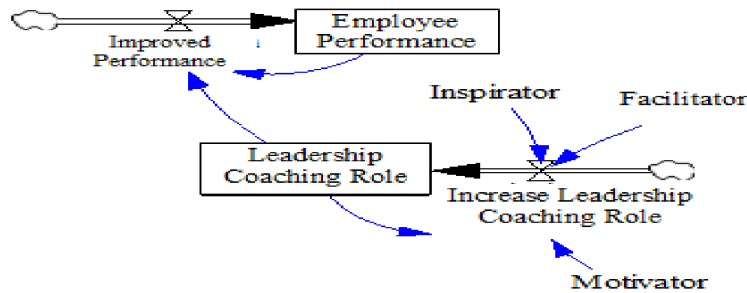 Employee
Performance
Improved
Performance
Inspirator
Facilitator
Leadership
Coaching Role
Increase Leadership
Coaching Role
Motivator